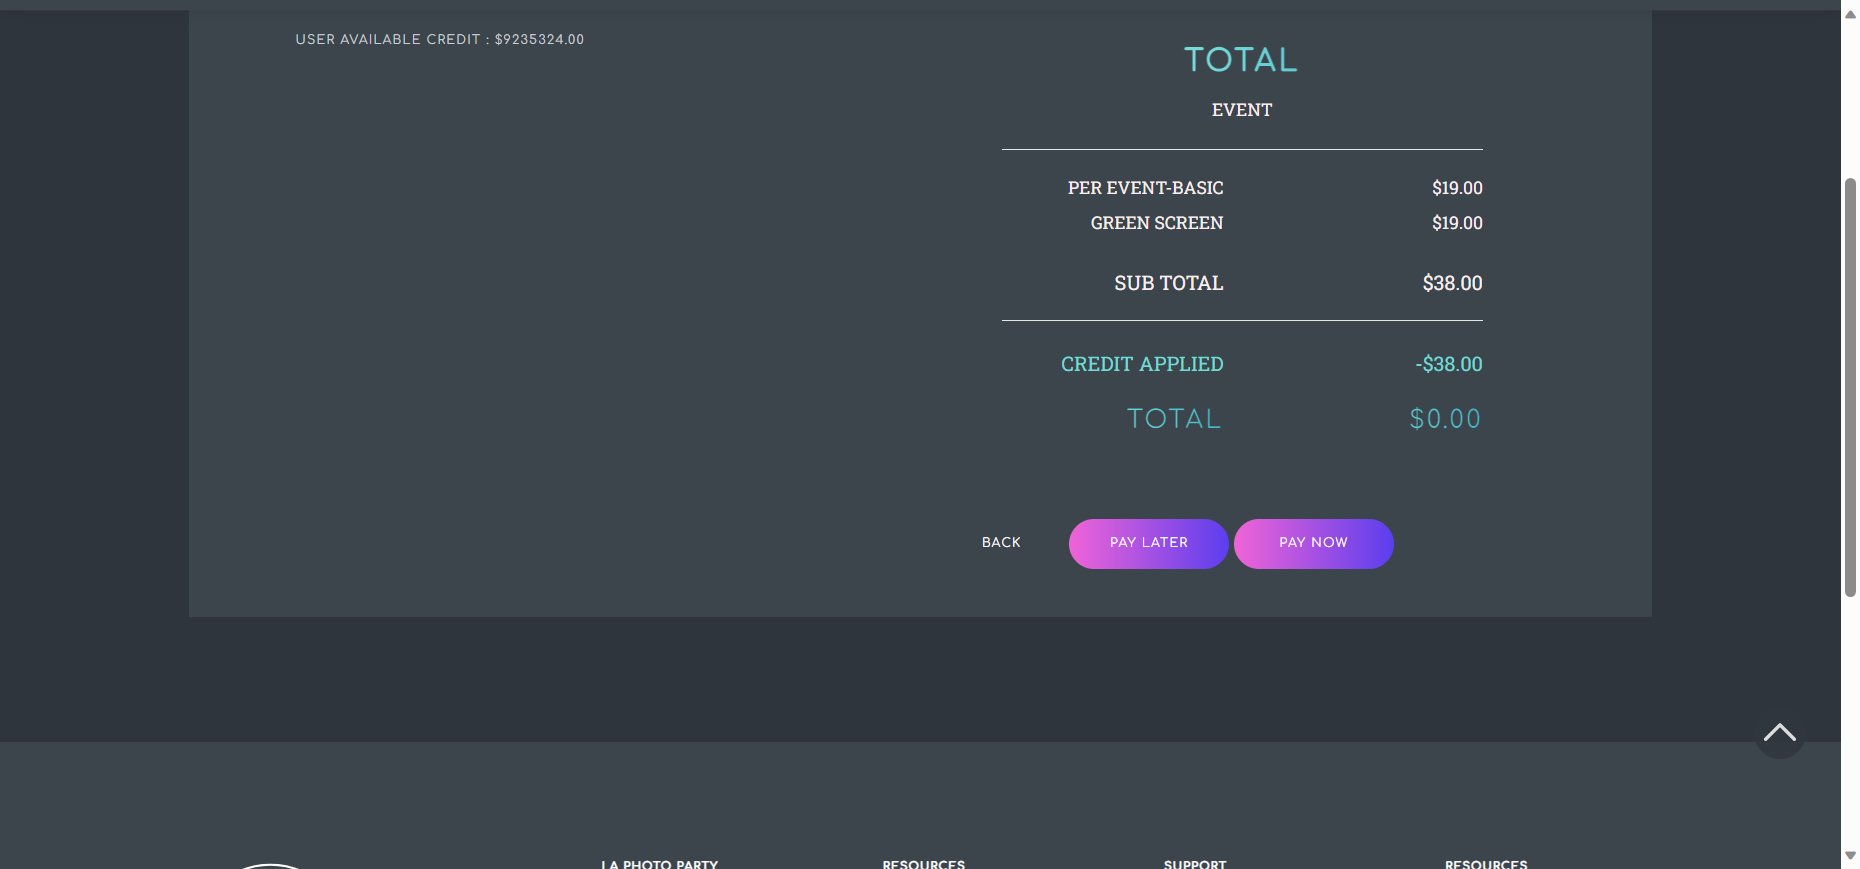 USER AVAILABLE CREDIT : $9235324.00
TOTAL
EVENT
PER EVENT-BASIC $19.00
GREEN SCREEN $19.00
SUB TOTAL $38.00
CREDIT APPLIED -$38.00
TOTAL $0.00
BACK PAY LATER PAY NOW
LA PHOTO PARTY RESOURCES SUPPORT RESOURCES